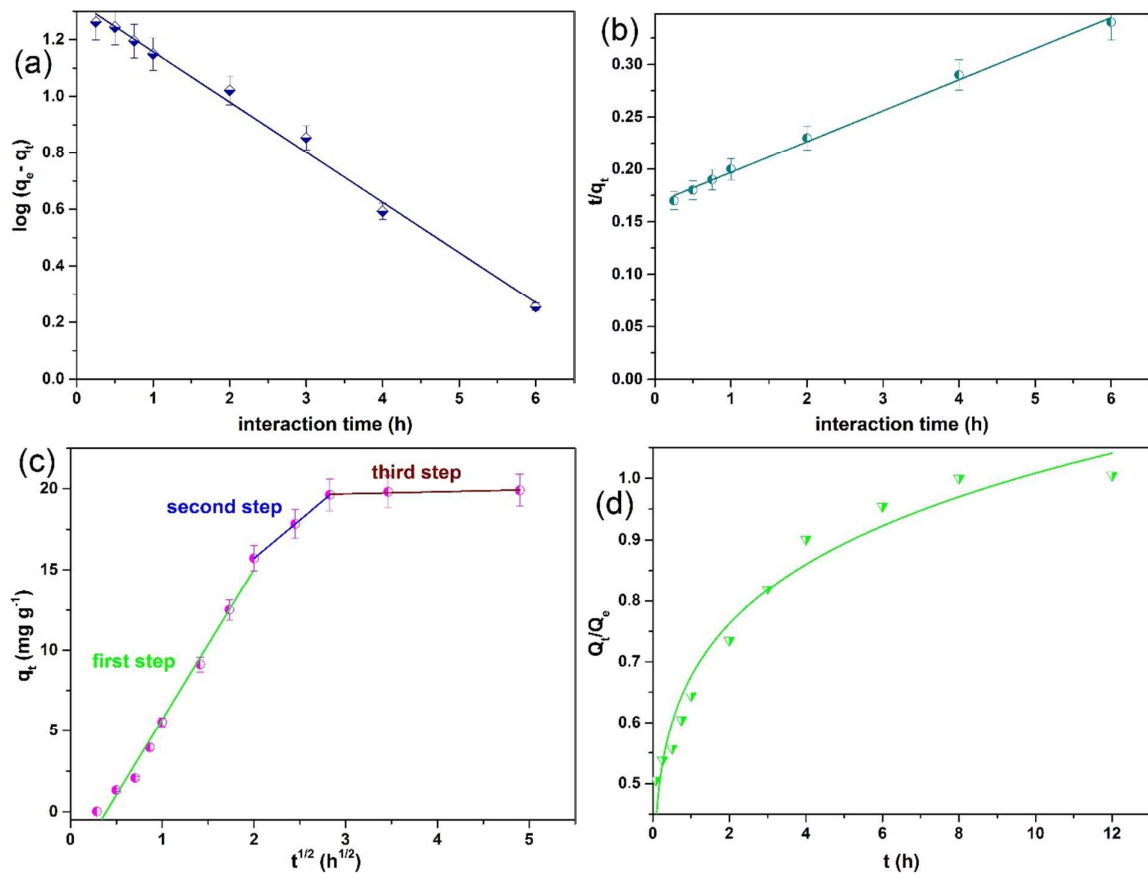 (a)
log (qe - qt)
1.2
1.0
0.8
0.6
0.4
0.2
0.0
0 1 2 3 4 5 6
interaction time (h)
(b)
t/qt
0.30
0.25
0.20
0.15
0.10
0.05
0.00
0 1 2 3 4 5 6
interaction time (h)
(c)
qt (mg g-1)
20
15
10
5
0
first step
second step
third step
0 1 2 3 4 5
t1/2 (h1/2)
(d)
Qt/Qe
1.0
0.9
0.8
0.7
0.6
0.5
0 2 4 6 8 10 12
t (h)